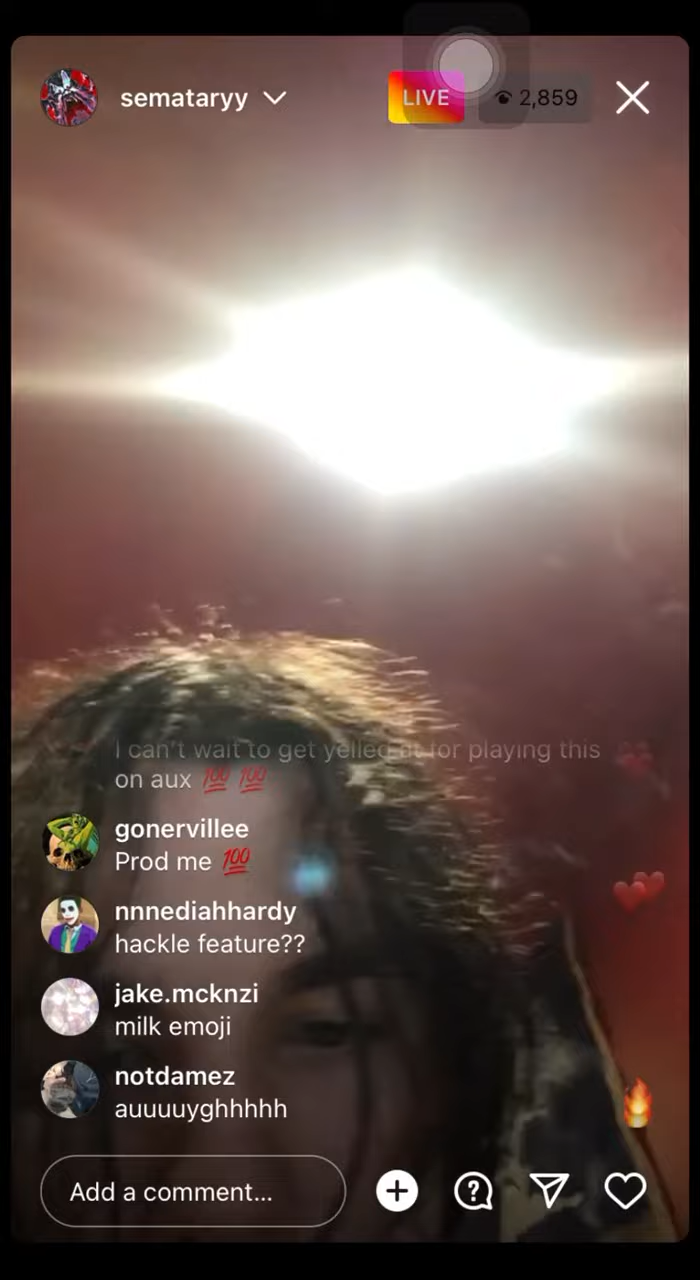 semataryy
LIVE
2,859
I can't wait to get yelled at for playing this
on aux 💯 💯
gonervillee
Prod me 💯
nnnediahhardy
hackle feature??
jake.mcknzi
milk emoji
notdamez
auuuuyghhhhh
Add a comment...